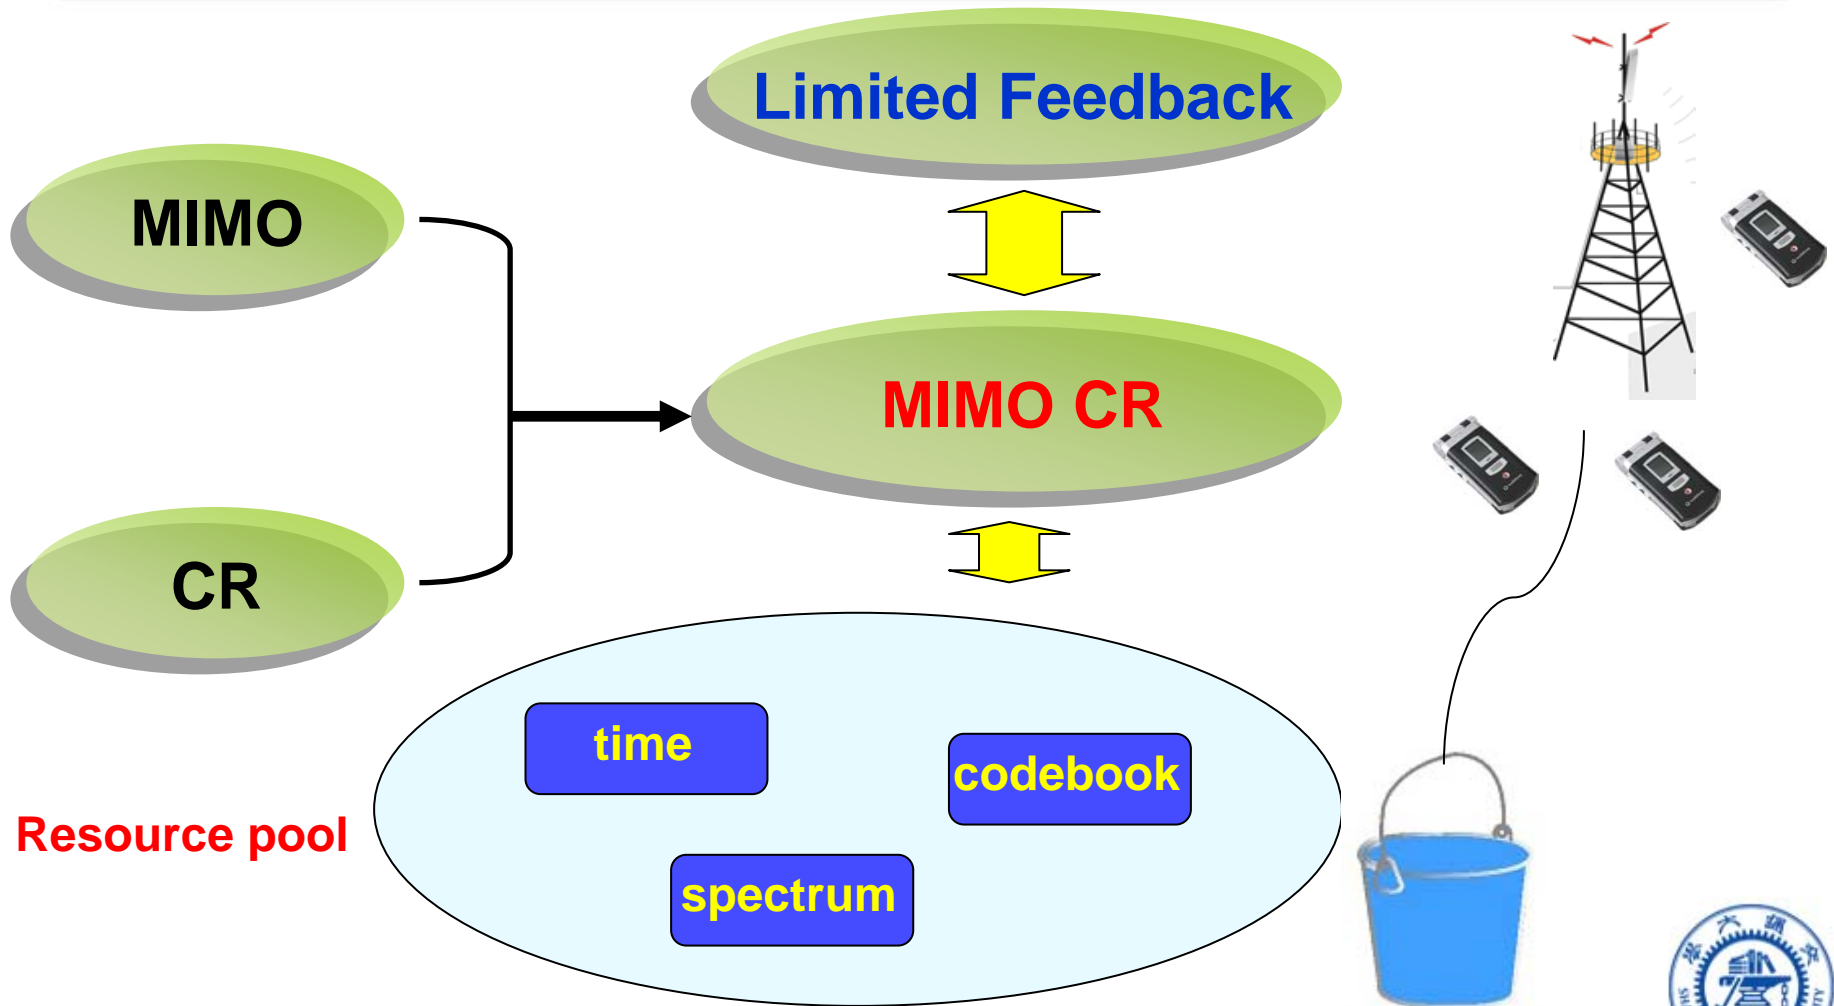 Limited Feedback
MIMO
MIMO CR
CR
time
codebook
Resource pool
spectrum